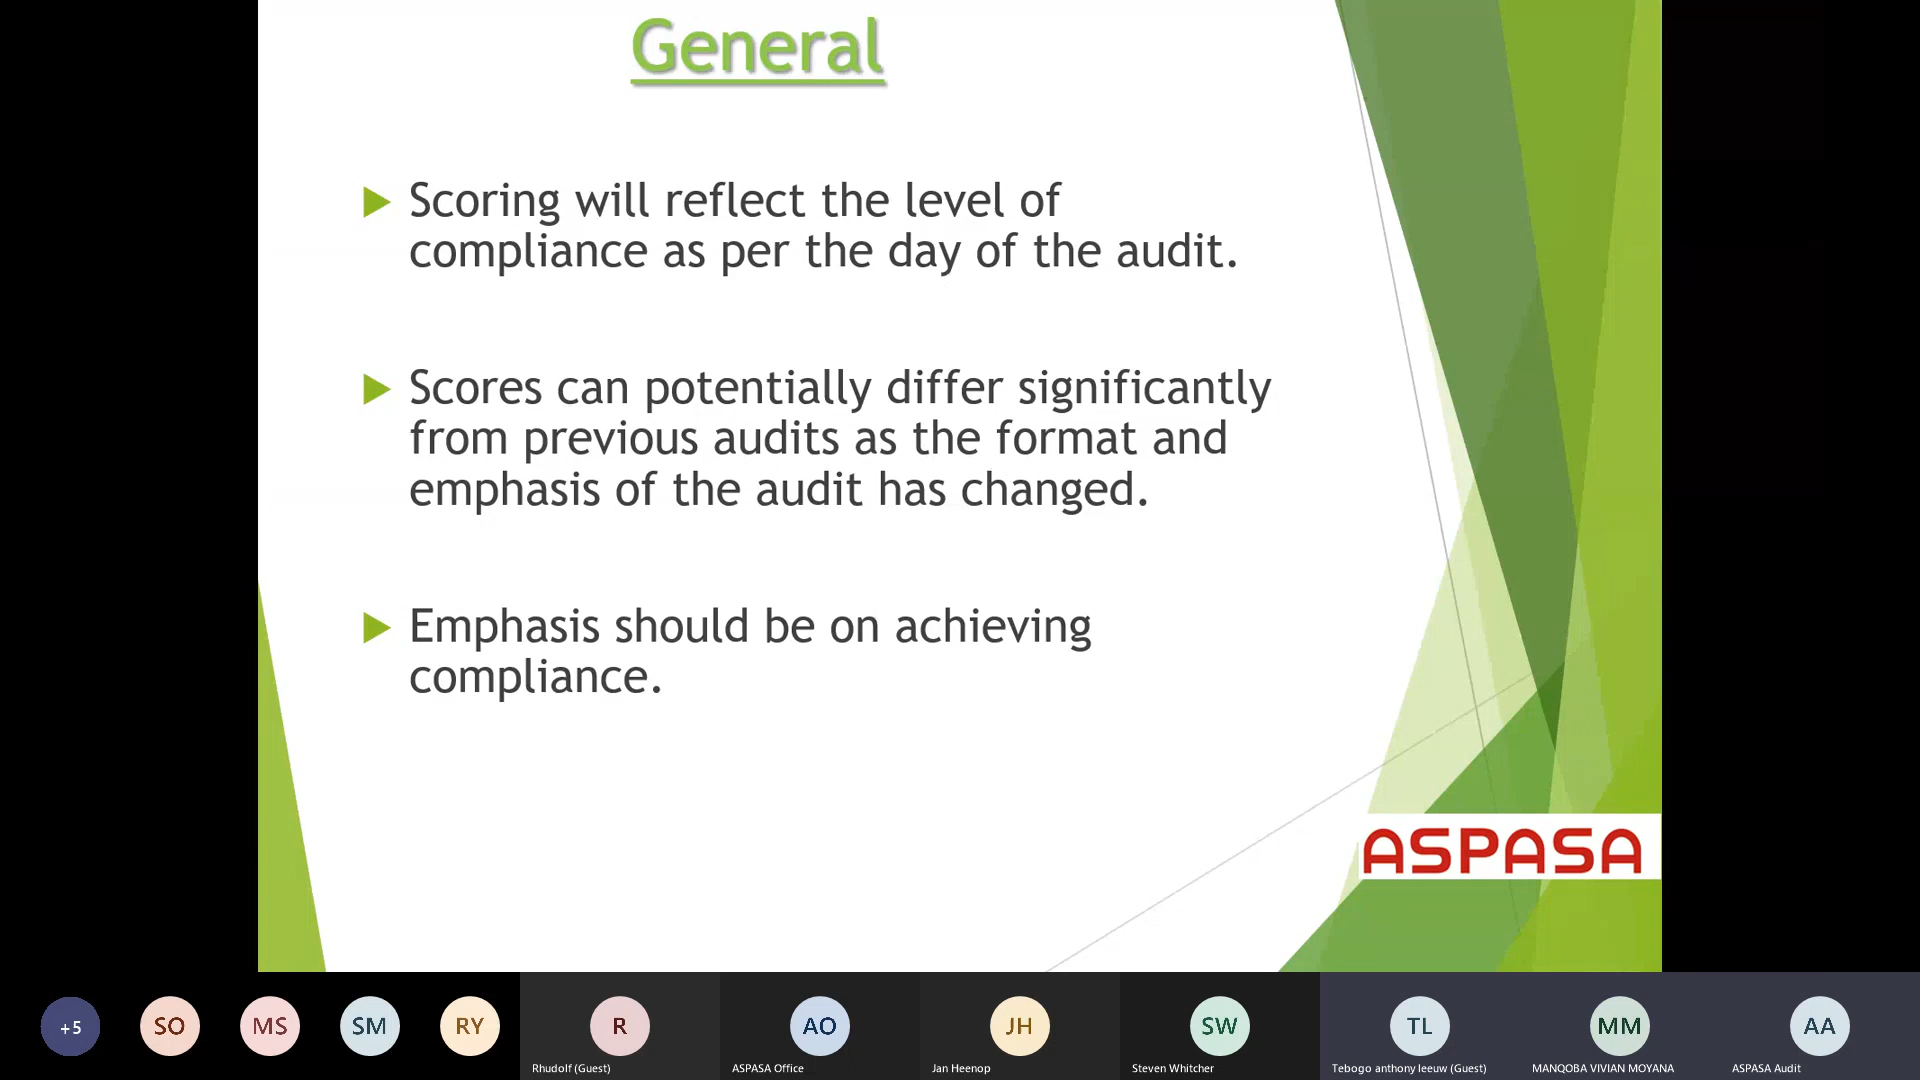 General
Scoring will reflect the level of
compliance as per the day of the audit.
Scores can potentially differ significantly
from previous audits as the format and
emphasis of the audit has changed.
Emphasis should be on achieving
compliance.
ASPASA
+5
SO
MS
SM
RY
R
AO
JH
SW
TL
MM
AA
Rhudolf (Guest)
ASPASA Office
Jan Heenop
Steven Whitcher
Tebogo anthony leeuw (Guest)
MANQOBA VIVIAN MOYANA
ASPASA Audit